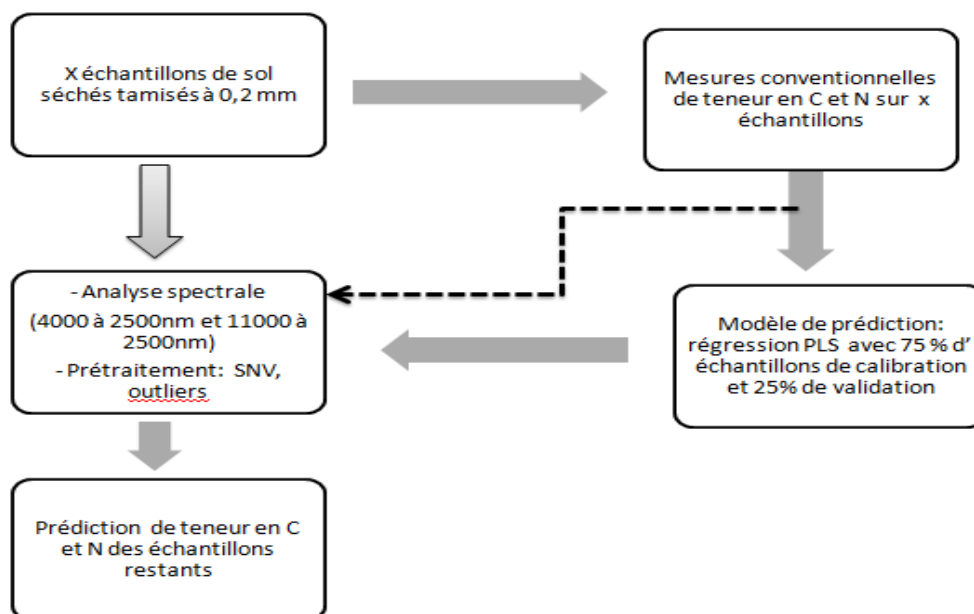 X échantillons de sol
séchés tamisés à 0,2 mm
Mesures conventionnelles
de teneur en C et N sur x
échantillons
- Analyse spectrale
(4000 à 2500nm et 11000 à
2500nm)
- Prétraitement: SNV,
outliers
Modèle de prédiction:
régression PLS avec 75 % d'
échantillons de calibration
et 25% de validation
Prédiction de teneur en C
et N des échantillons
restants